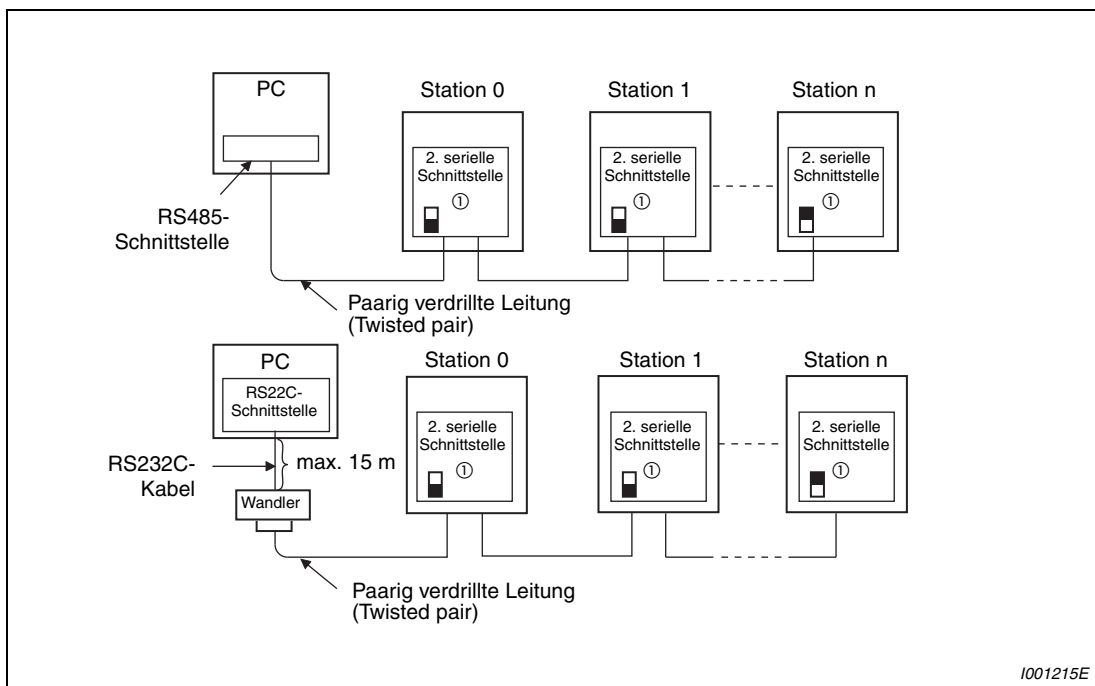 PC
Station 0
Station 1
Station n
2. serielle
Schnittstelle
①
2. serielle
Schnittstelle
①
2. serielle
Schnittstelle
①
RS485-
Schnittstelle
Paarig verdrillte Leitung
(Twisted pair)
PC
Station 0
Station 1
Station n
RS22C-
Schnittstelle
2. serielle
Schnittstelle
①
2. serielle
Schnittstelle
①
2. serielle
Schnittstelle
①
RS232C-
Kabel
max. 15 m
Wandler
Paarig verdrillte Leitung
(Twisted pair)
I001215E